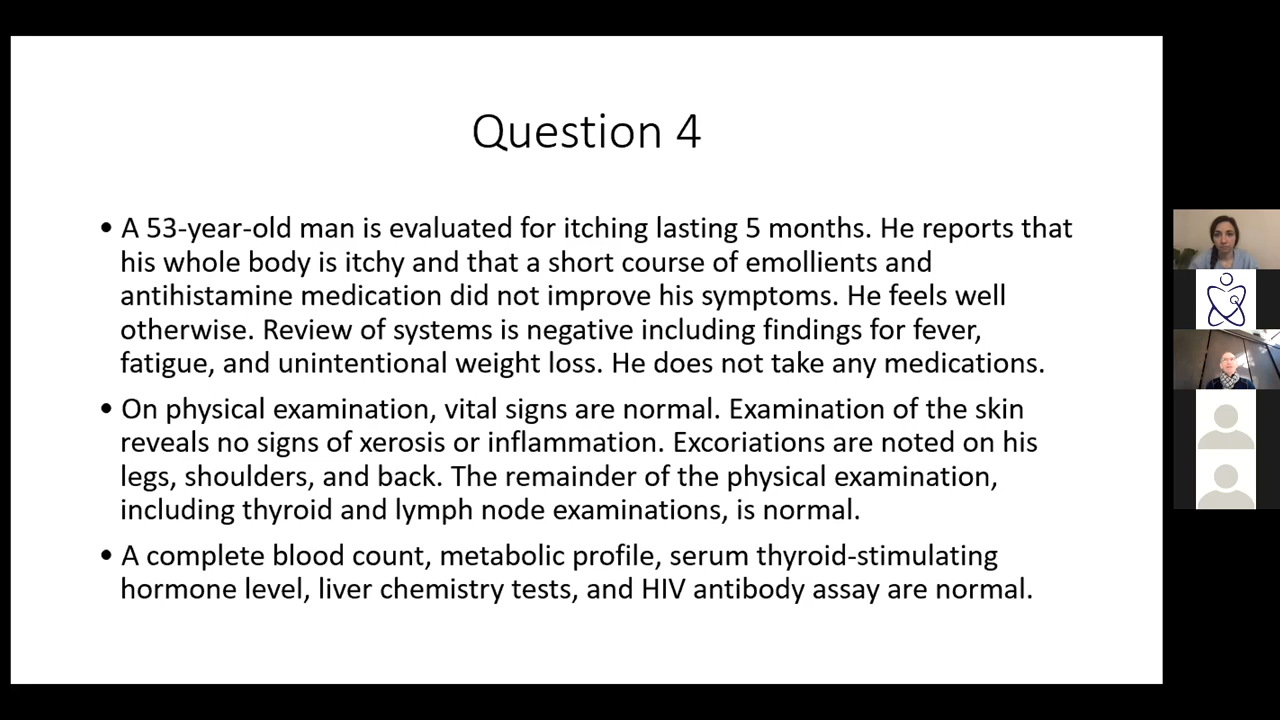 Question 4
• A 53-year-old man is evaluated for itching lasting 5 months. He reports that
his whole body is itchy and that a short course of emollients and
antihistamine medication did not improve his symptoms. He feels well
otherwise. Review of systems is negative including findings for fever,
fatigue, and unintentional weight loss. He does not take any medications.
• On physical examination, vital signs are normal. Examination of the skin
reveals no signs of xerosis or inflammation. Excoriations are noted on his
legs, shoulders, and back. The remainder of the physical examination,
including thyroid and lymph node examinations, is normal.
• A complete blood count, metabolic profile, serum thyroid-stimulating
hormone level, liver chemistry tests, and HIV antibody assay are normal.